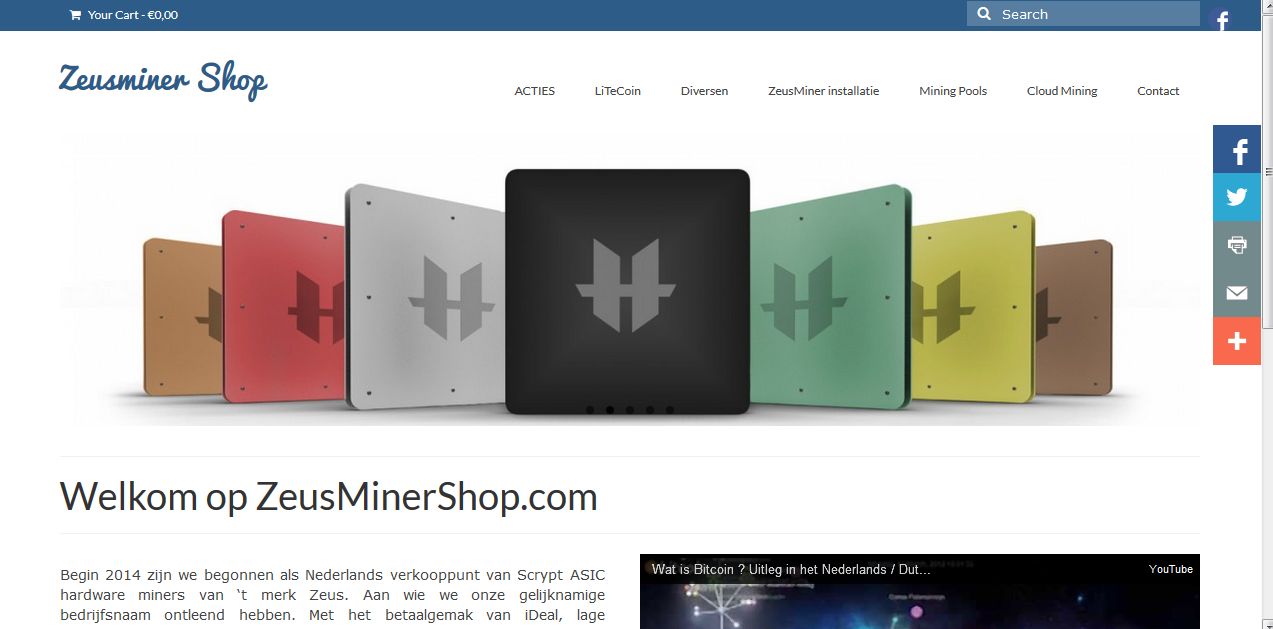 Your Cart - €0,00
Search
Zeusminer Shop
ACTIES LiTeCoin Diversen ZeusMiner installatie Mining Pools Cloud Mining Contact
Welkom op ZeusMinerShop.com
Begin 2014 zijn we begonnen als Nederlands verkooppunt van Scrypt ASIC
hardware miners van ‘t merk Zeus. Aan wie we onze gelijknamige
bedrijfsnaam ontleend hebben. Met het betaalgemak van iDeal, lage
Wat is Bitcoin ? Uitleg in het Nederlands / Dut...
YouTube